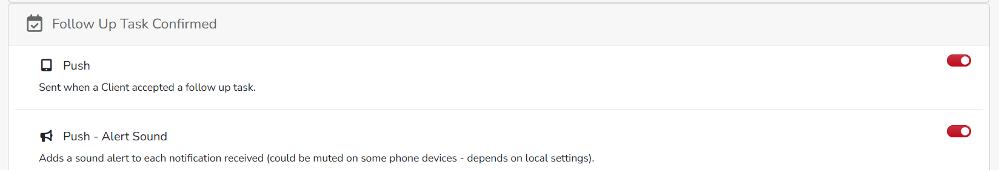 Follow Up Task Confirmed
Push
Sent when a Client accepted a follow up task.
Push - Alert Sound
Adds a sound alert to each notification received (could be muted on some phone devices - depends on local settings).